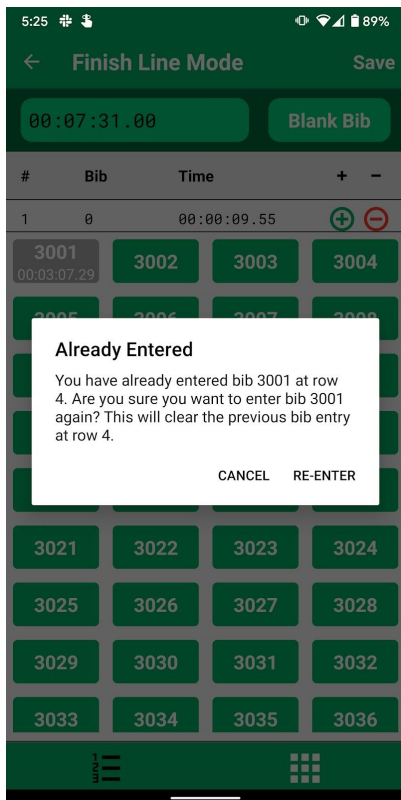 5:25 89%
Finish Line Mode Save
00:07:31.00 Blank Bib
# Bib Time + −
1 0 00:00:09.55 + −
3001 3002 3003 3004
00:03:07.29
Already Entered
You have already entered bib 3001 at row
4. Are you sure you want to enter bib 3001
again? This will clear the previous bib entry
at row 4.
CANCEL RE-ENTER
3021 3022 3023 3024
3025 3026 3027 3028
3029 3030 3031 3032
3033 3034 3035 3036
1
2
3